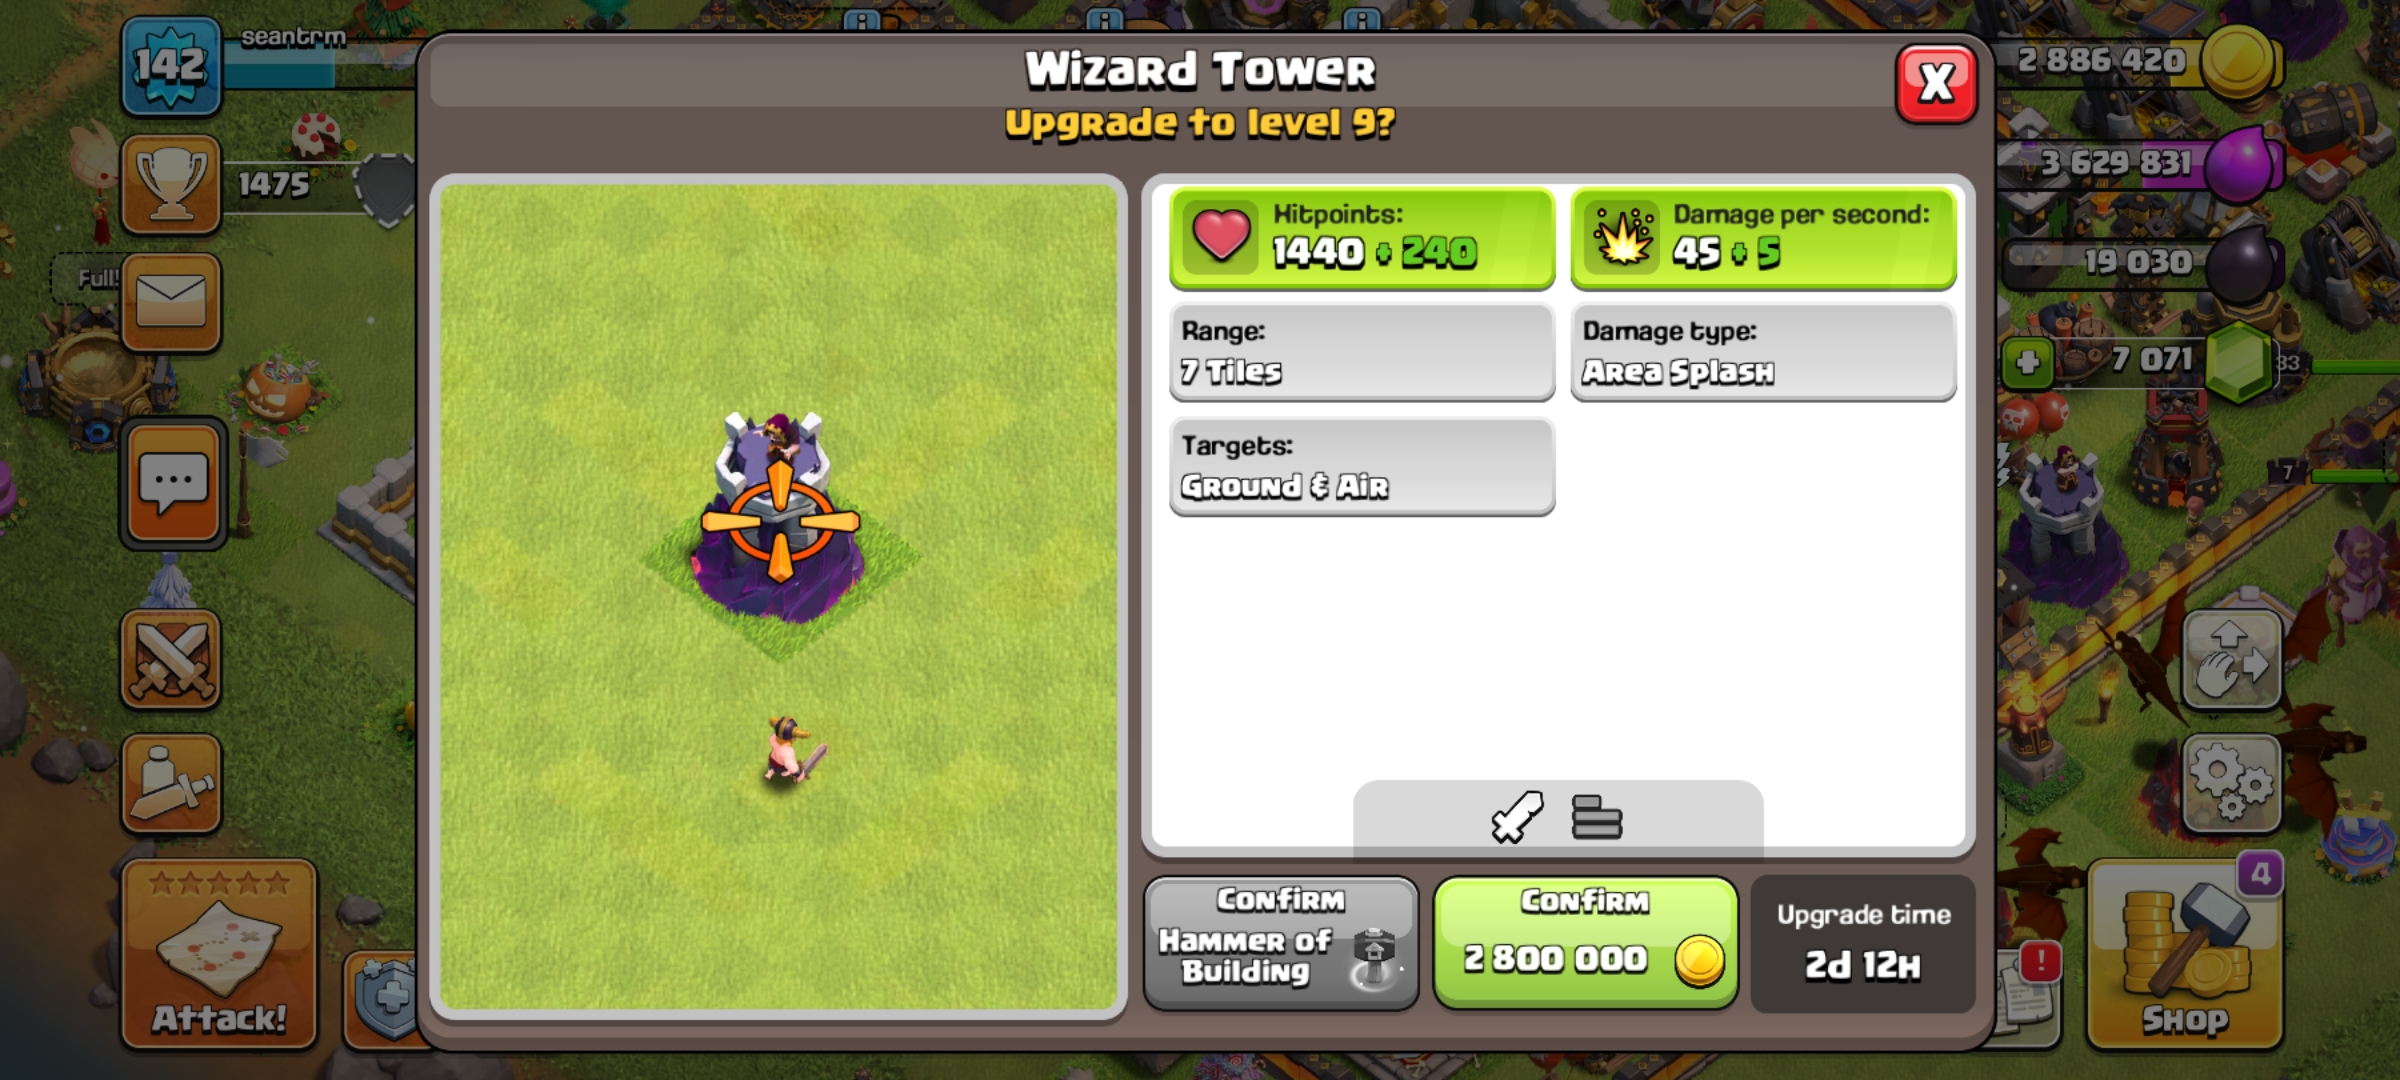 142
seantrm
1475
Full!
Attack!
Wizard Tower
Upgrade to level 9?
X
Hitpoints:
1440 + 240
Damage per second:
45 + 5
Range:
7 Tiles
Damage type:
Area Splash
Targets:
Ground & Air
Confirm
Hammer of
Building
Confirm
2 800 000
Upgrade time
2d 12h
2 886 420
3 629 831
19 030
7 071
33
7
4
!
Shop